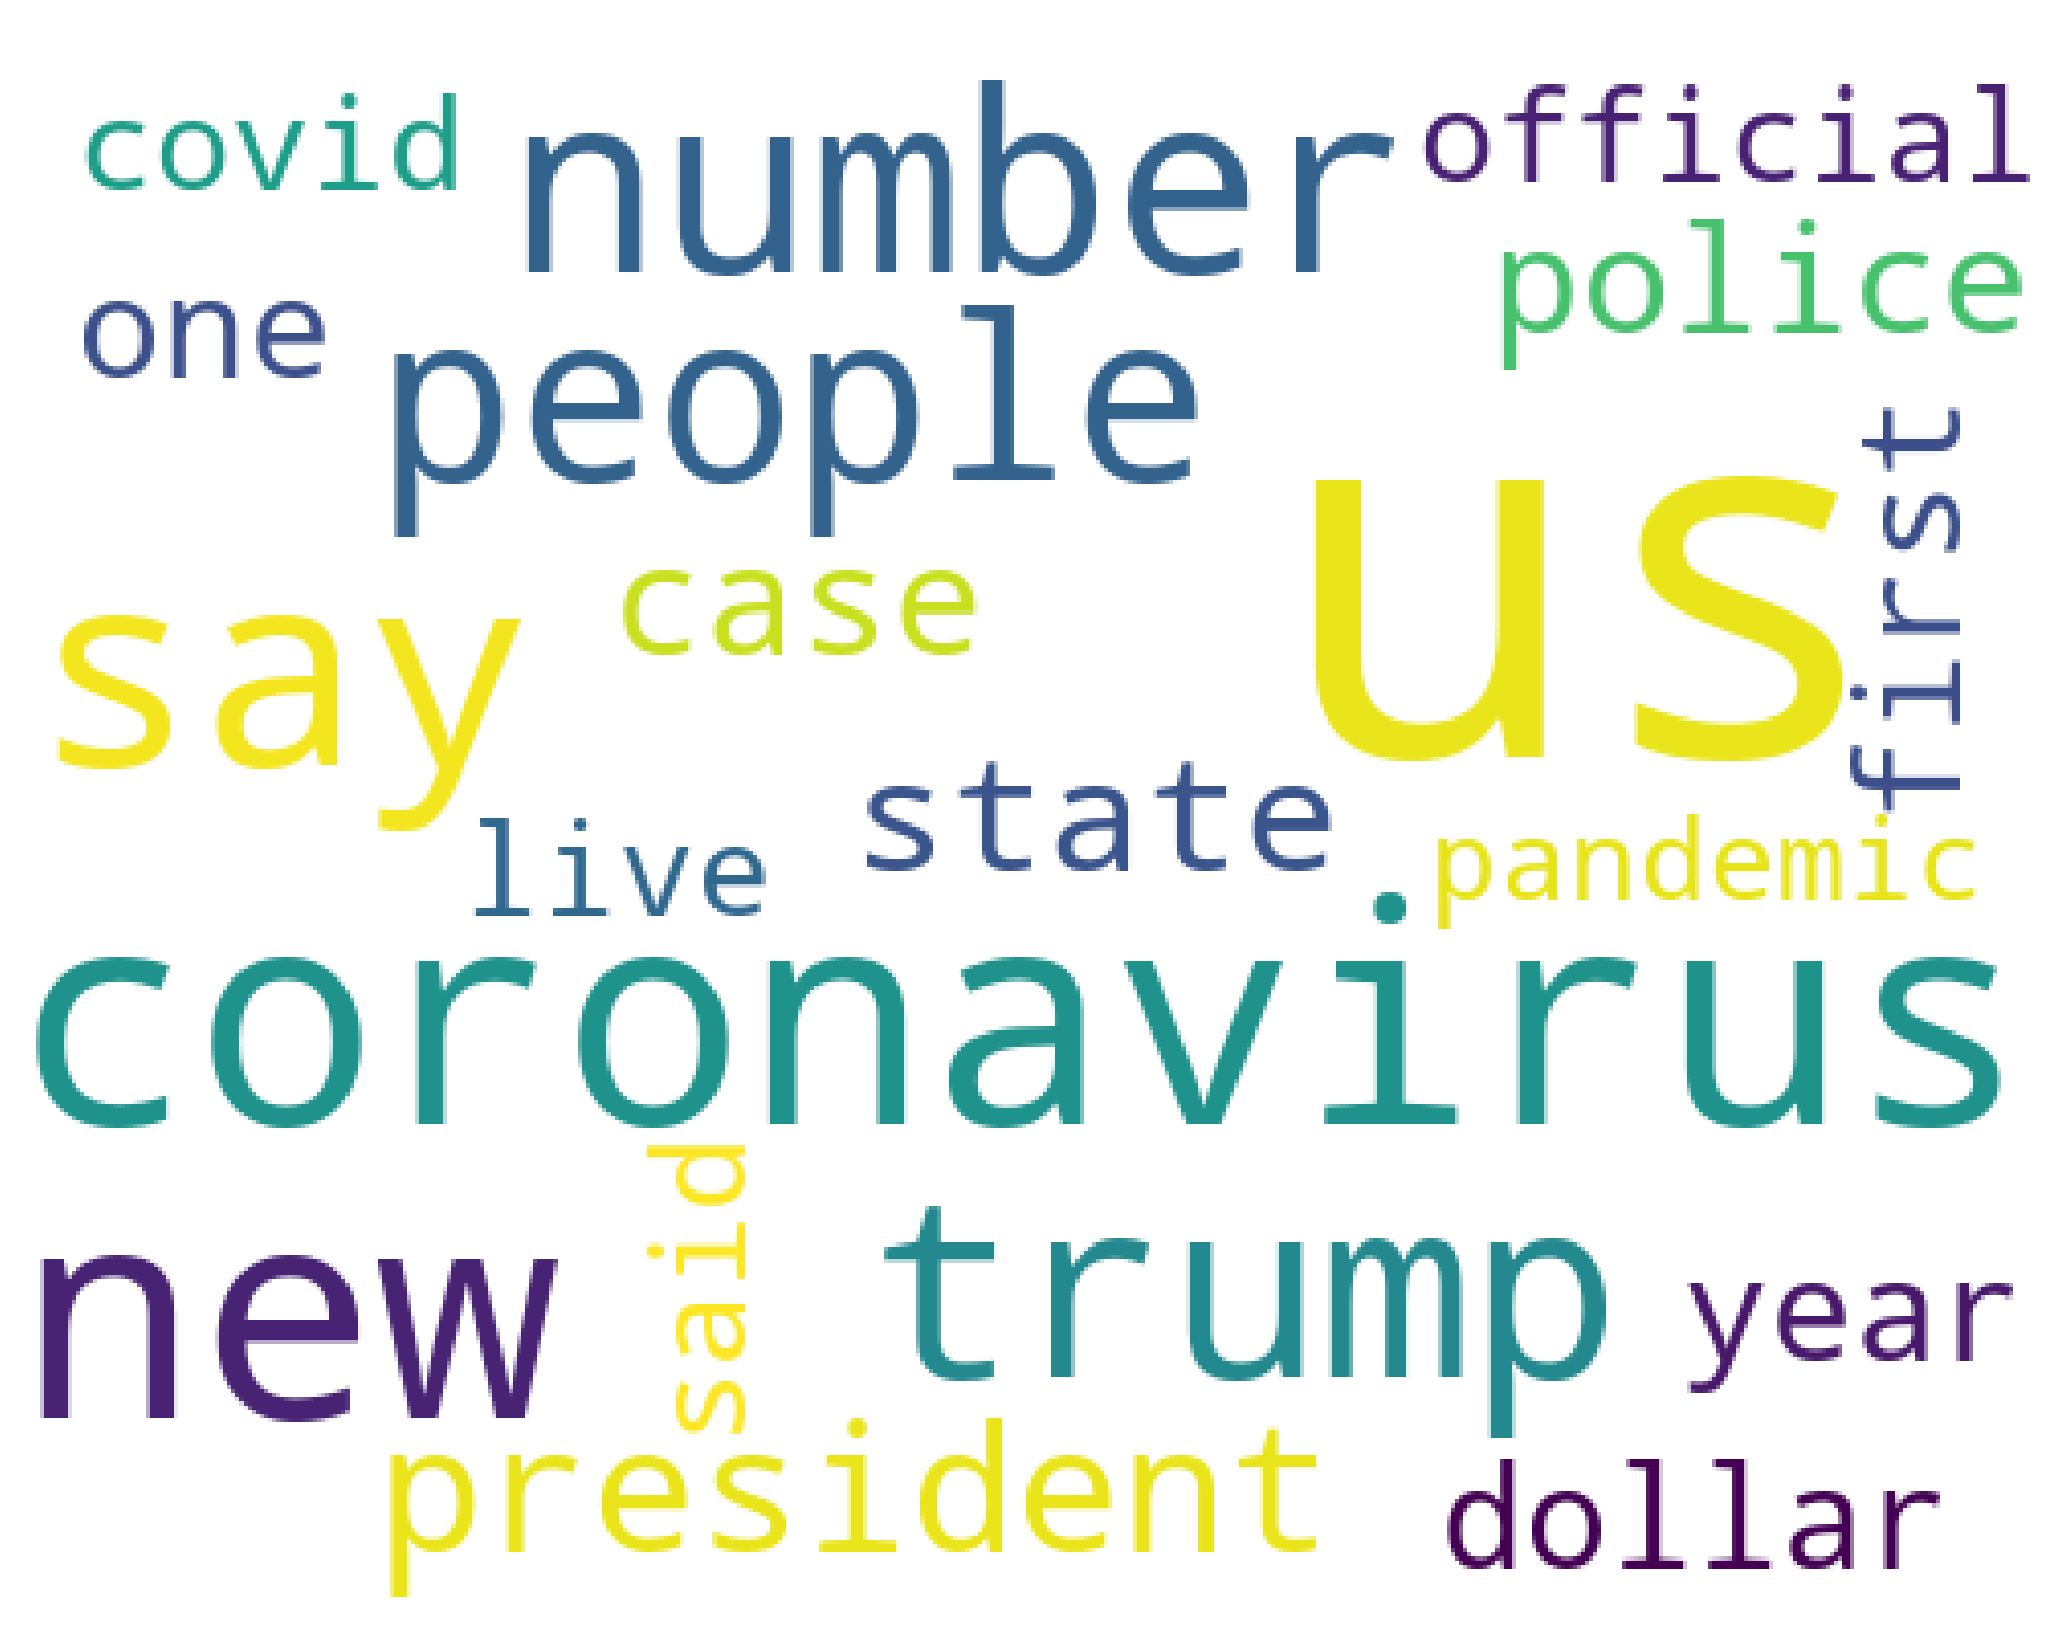 covid number official
one people police
first
say case us
live state pandemic
coronavirus
said
new trump year
president dollar